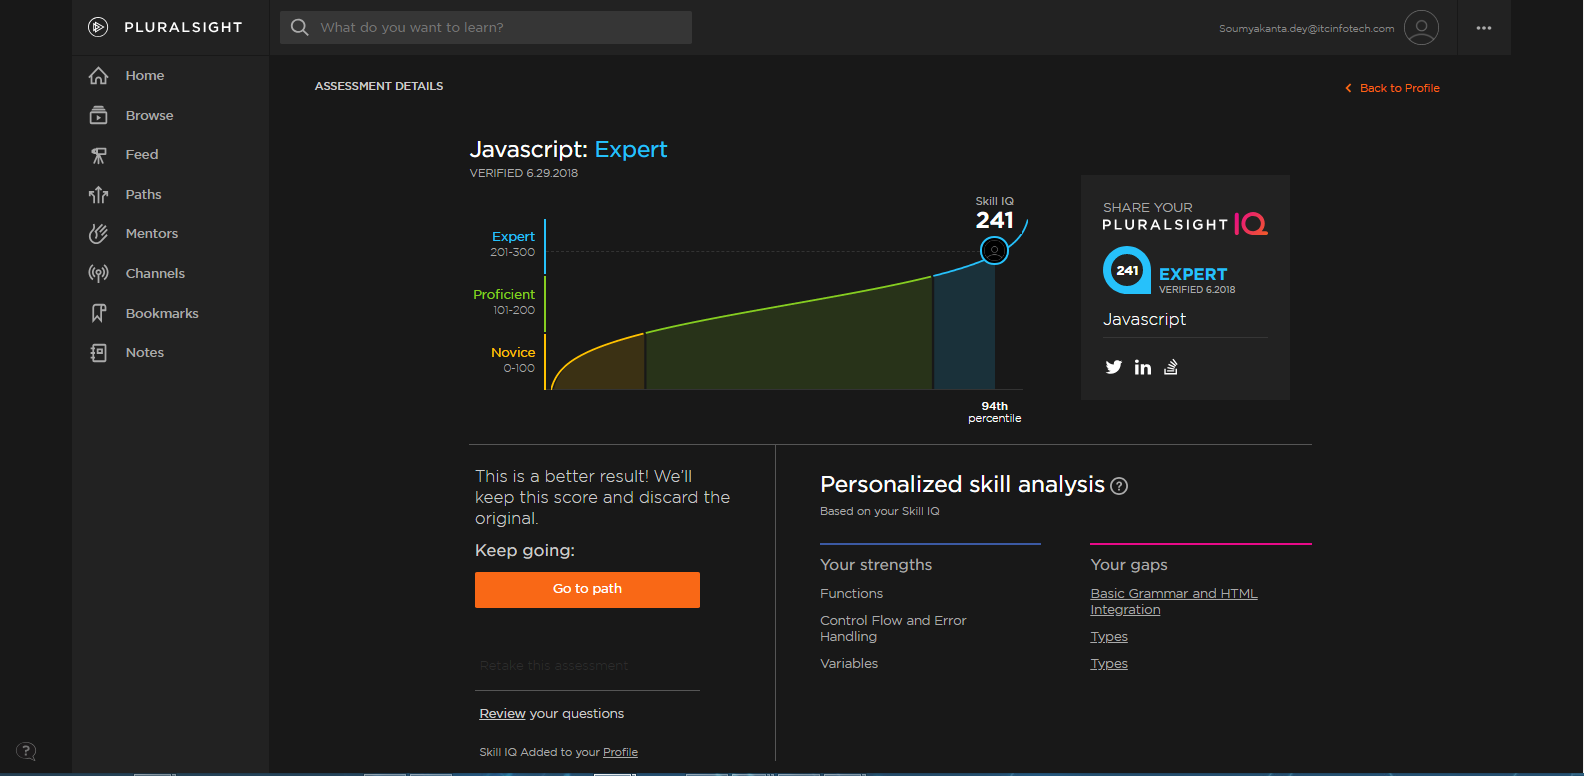 PLURALSIGHT
What do you want to learn?
Soumyakanta.dey@itcinfotech.com
Home
Browse
Feed
Paths
Mentors
Channels
Bookmarks
Notes
ASSESSMENT DETAILS
Back to Profile
Javascript: Expert
VERIFIED 6.29.2018
Skill IQ
241
Expert
201-300
Proficient
101-200
Novice
0-100
94th
percentile
SHARE YOUR
PLURALSIGHT IQ
241
EXPERT
VERIFIED 6.2018
Javascript
This is a better result! We'll
keep this score and discard the
original.
Keep going:
Go to path
Retake this assessment
Review your questions
Skill IQ Added to your Profile
Personalized skill analysis ?
Based on your Skill IQ
Your strengths
Functions
Control Flow and Error
Handling
Variables
Your gaps
Basic Grammar and HTML
Integration
Types
Types
?